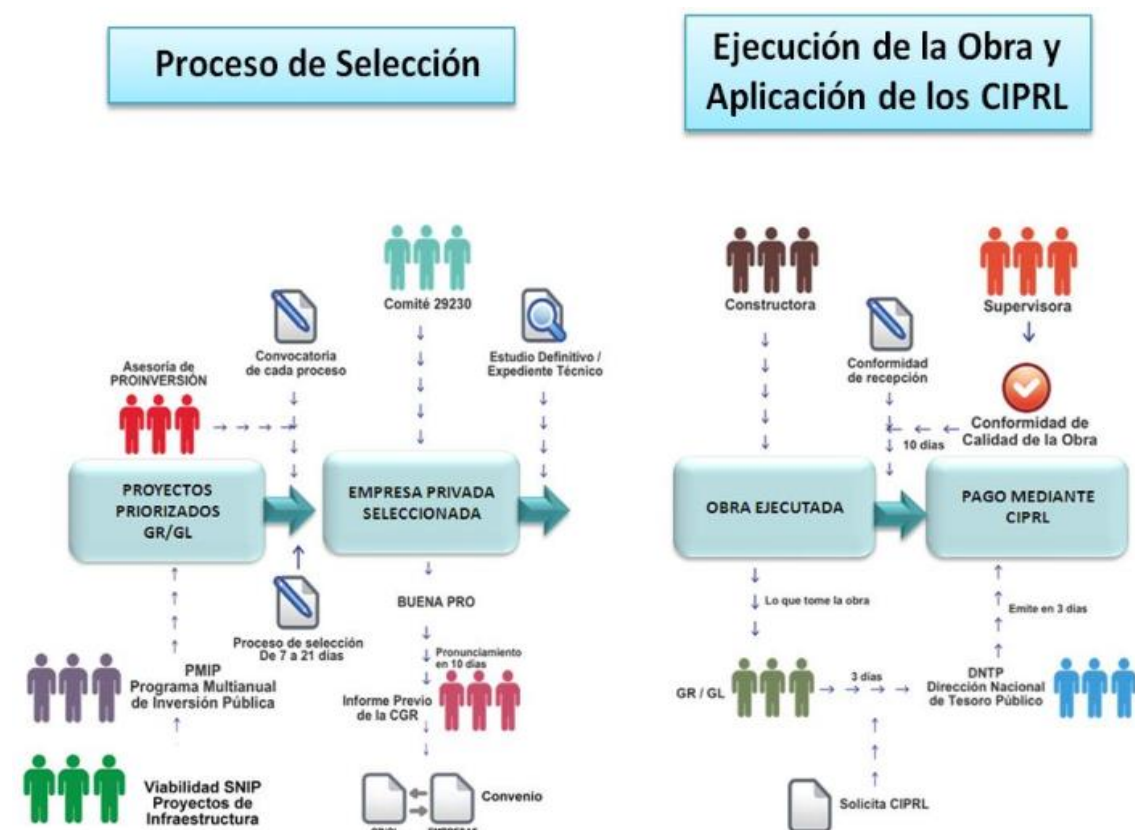 Proceso de Selección
Ejecución de la Obra y
Aplicación de los CIPRL
Comité 29230
Convocatoria
de cada proceso
Estudio Definitivo /
Expediente Técnico
Asesoría de
PROINVERSIÓN
PROYECTOS
PRIORIZADOS
GR/GL
EMPRESA PRIVADA
SELECCIONADA
BUENA PRO
Proceso de selección
De 7 a 21 días
Pronunciamiento
en 10 días
PMIP
Programa Multianual
de Inversión Pública
Informe Previo
de la CGR
Viabilidad SNIP
Proyectos de
Infraestructura
Convenio
GR/GL
EMPRESAS
Constructora
Supervisora
Conformidad
de recepción
Conformidad de
Calidad de la Obra
10 días
OBRA EJECUTADA
PAGO MEDIANTE
CIPRL
Lo que tome la obra
Emite en 3 días
GR / GL
3 días
DNTP
Dirección Nacional
de Tesoro Público
Solicita CIPRL